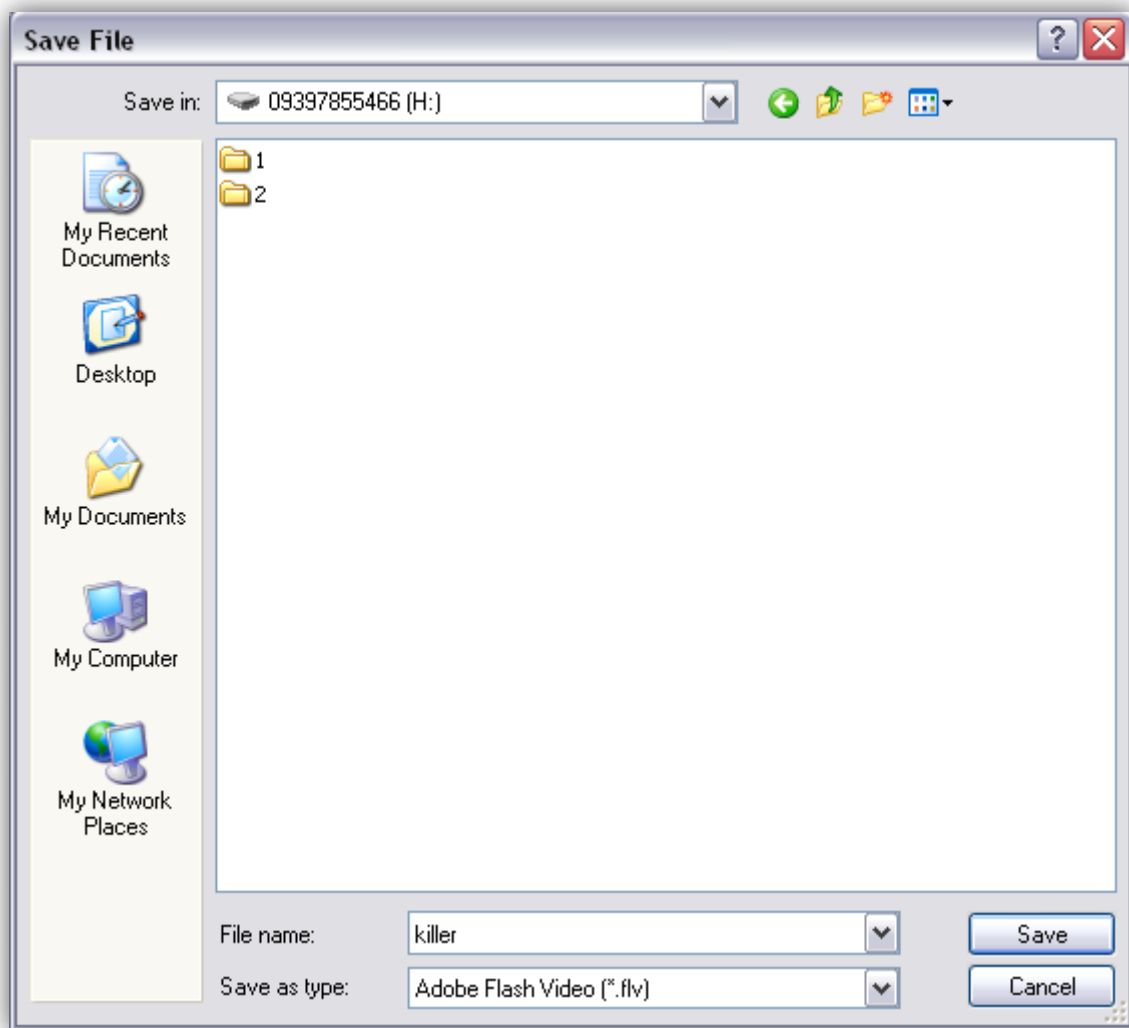 Save File
Save in:
09397855466 (H:)
1
2
My Recent
Documents
Desktop
My Documents
My Computer
My Network
Places
File name:
killer
Save
Save as type:
Adobe Flash Video (*.flv)
Cancel